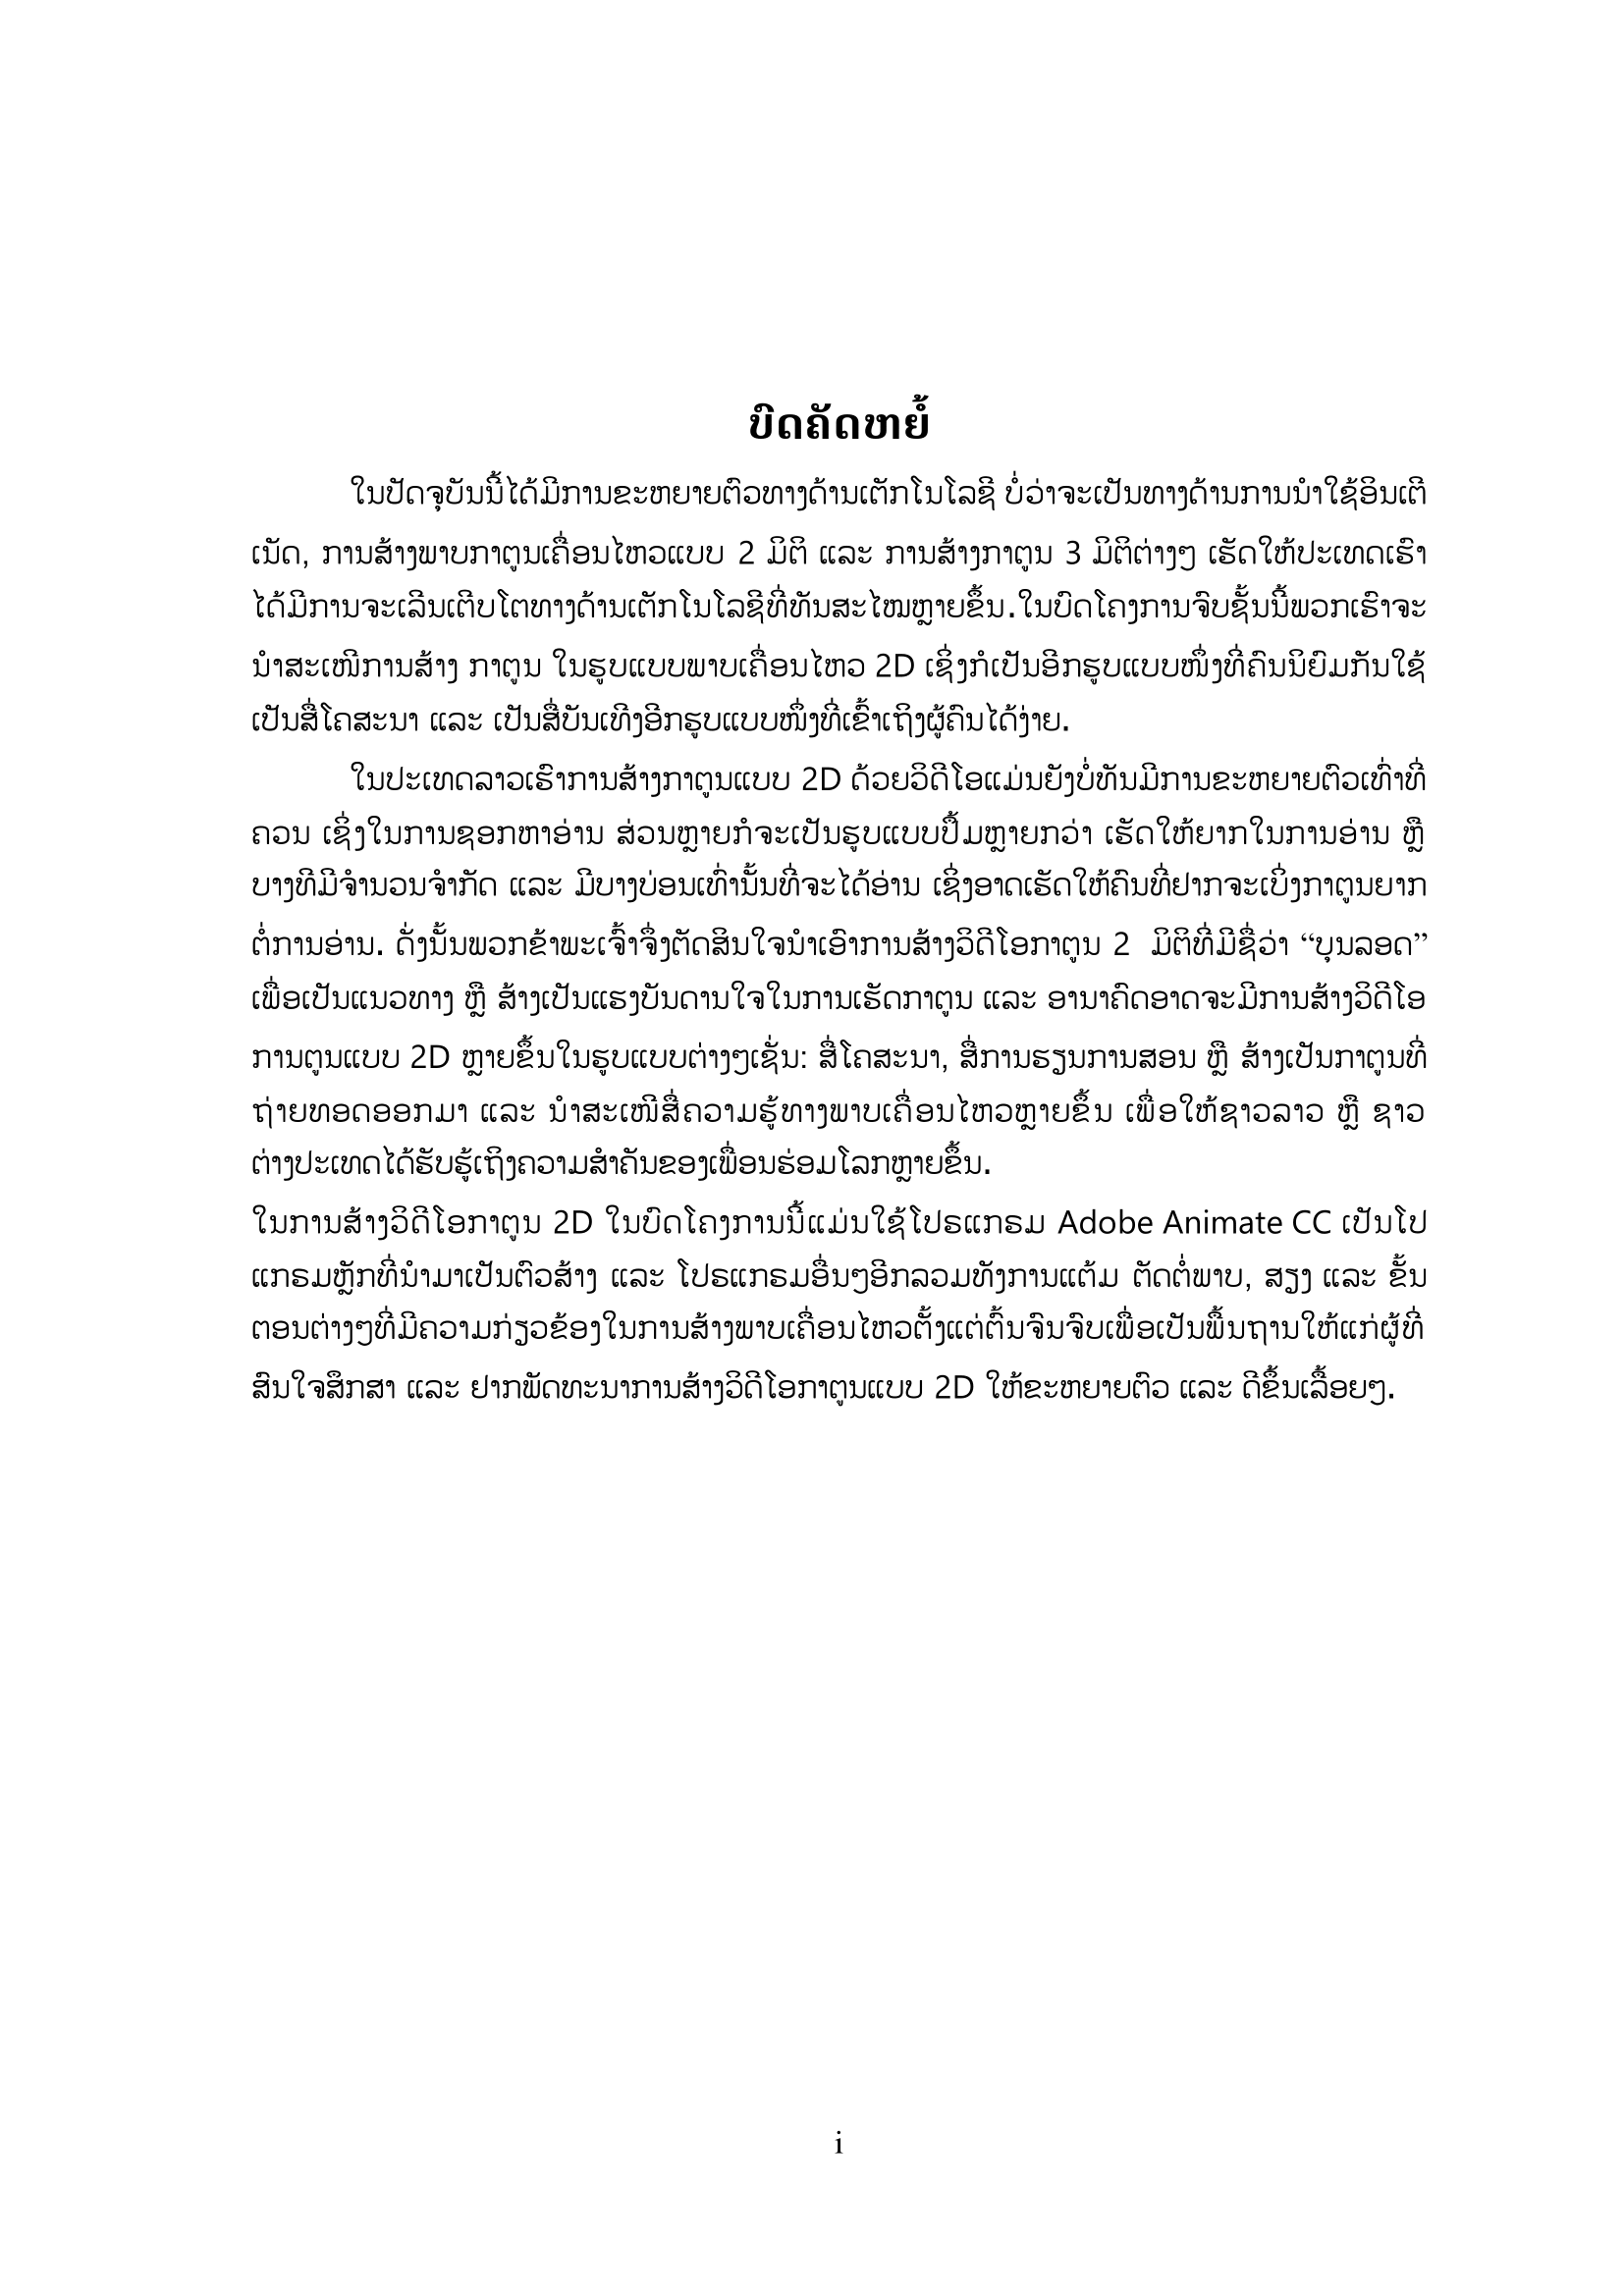 ບົດຄັດຫຍໍ້
ໃນປັດຈຸບັນນີ້ໄດ້ມີການຂະຫຍາຍຕົວທາງດ້ານເຕັກໂນໂລຊີ ບໍ່ວ່າຈະເປັນທາງດ້ານການນໍາໃຊ້ອິນເຕີ
ເນັດ, ການສ້າງພາບກາຕູນເຄື່ອນໄຫວແບບ 2 ມິຕິ ແລະ ການສ້າງກາຕູນ 3 ມິຕິຕ່າງໆ ເຮັດໃຫ້ປະເທດເຮົາ
ໄດ້ມີການຈະເລີນເຕີບໂຕທາງດ້ານເຕັກໂນໂລຊີທີ່ທັນສະໄໝຫຼາຍຂຶ້ນ.ໃນບົດໂຄງການຈົບຊັ້ນນີ້ພວກເຮົາຈະ
ນໍາສະເໜີການສ້າງ ກາຕູນ ໃນຮູບແບບພາບເຄື່ອນໄຫວ 2D ເຊິ່ງກໍເປັນອີກຮູບແບບໜຶ່ງທີ່ຄົນນິຍົມກັນໃຊ້
ເປັນສື່ໂຄສະນາ ແລະ ເປັນສື່ບັນເທີງອີກຮູບແບບໜຶ່ງທີ່ເຂົ້າເຖິງຜູ້ຄົນໄດ້ງ່າຍ.
ໃນປະເທດລາວເຮົາການສ້າງກາຕູນແບບ 2D ດ້ວຍວິດີໂອແມ່ນຍັງບໍ່ທັນມີການຂະຫຍາຍຕົວເທົ່າທີ່
ຄວນ ເຊິ່ງໃນການຊອກຫາອ່ານ ສ່ວນຫຼາຍກໍຈະເປັນຮູບແບບປຶ້ມຫຼາຍກວ່າ ເຮັດໃຫ້ຍາກໃນການອ່ານ ຫຼື
ບາງທີມີຈໍານວນຈໍາກັດ ແລະ ມີບາງບ່ອນເທົ່ານັ້ນທີ່ຈະໄດ້ອ່ານ ເຊິ່ງອາດເຮັດໃຫ້ຄົນທີ່ຢາກຈະເບິ່ງກາຕູນຍາກ
ຕໍ່ການອ່ານ. ດັ່ງນັ້ນພວກຂ້າພະເຈົ້າຈຶ່ງຕັດສິນໃຈນໍາເອົາການສ້າງວິດີໂອກາຕູນ 2 ມິຕິທີ່ມີຊື່ວ່າ “ບຸນລອດ”
ເພື່ອເປັນແນວທາງ ຫຼື ສ້າງເປັນແຮງບັນດານໃຈໃນການເຮັດກາຕູນ ແລະ ອານາຄົດອາດຈະມີການສ້າງວິດີໂອ
ການຕູນແບບ 2D ຫຼາຍຂຶ້ນໃນຮູບແບບຕ່າງໆເຊັ່ນ: ສື່ໂຄສະນາ, ສື່ການຮຽນການສອນ ຫຼື ສ້າງເປັນກາຕູນທີ່
ຖ່າຍທອດອອກມາ ແລະ ນໍາສະເໜີສື່ຄວາມຮູ້ທາງພາບເຄື່ອນໄຫວຫຼາຍຂຶ້ນ ເພື່ອໃຫ້ຊາວລາວ ຫຼື ຊາວ
ຕ່າງປະເທດໄດ້ຮັບຮູ້ເຖິງຄວາມສໍາຄັນຂອງເພື່ອນຮ່ອມໂລກຫຼາຍຂຶ້ນ.
ໃນການສ້າງວິດີໂອກາຕູນ 2D ໃນບົດໂຄງການນີ້ແມ່ນໃຊ້ໂປຣແກຣມ Adobe Animate CC ເປັນໂປ
ແກຣມຫຼັກທີ່ນໍາມາເປັນຕົວສ້າງ ແລະ ໂປຣແກຣມອື່ນໆອີກລວມທັງການແຕ້ມ ຕັດຕໍ່ພາບ, ສຽງ ແລະ ຂັ້ນ
ຕອນຕ່າງໆທີ່ມີຄວາມກ່ຽວຂ້ອງໃນການສ້າງພາບເຄື່ອນໄຫວຕັ້ງແຕ່ຕົ້ນຈົນຈົບເພື່ອເປັນພື້ນຖານໃຫ້ແກ່ຜູ້ທີ່
ສົນໃຈສຶກສາ ແລະ ຢາກພັດທະນາການສ້າງວິດີໂອກາຕູນແບບ 2D ໃຫ້ຂະຫຍາຍຕົວ ແລະ ດີຂຶ້ນເລື້ອຍໆ.
i